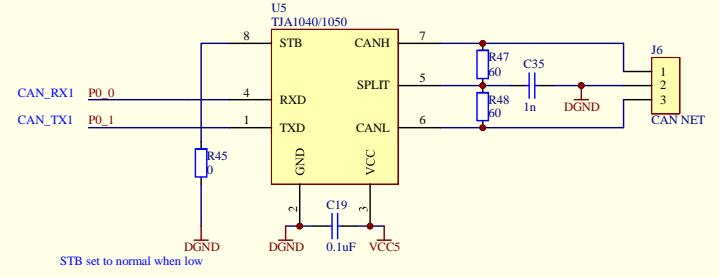 U5
TJA1040/1050
8 STB CANH 7
J6
R47
60
C35
1
CAN_RX1 P0_0 4 RXD SPLIT 5 2
R48
60
1n
DGND
3
CAN_TX1 P0_1 1 TXD CANL 6
CAN NET
GND
VCC
R45
0
2
C19
3
DGND
DGND
0.1uF
VCC5
STB set to normal when low